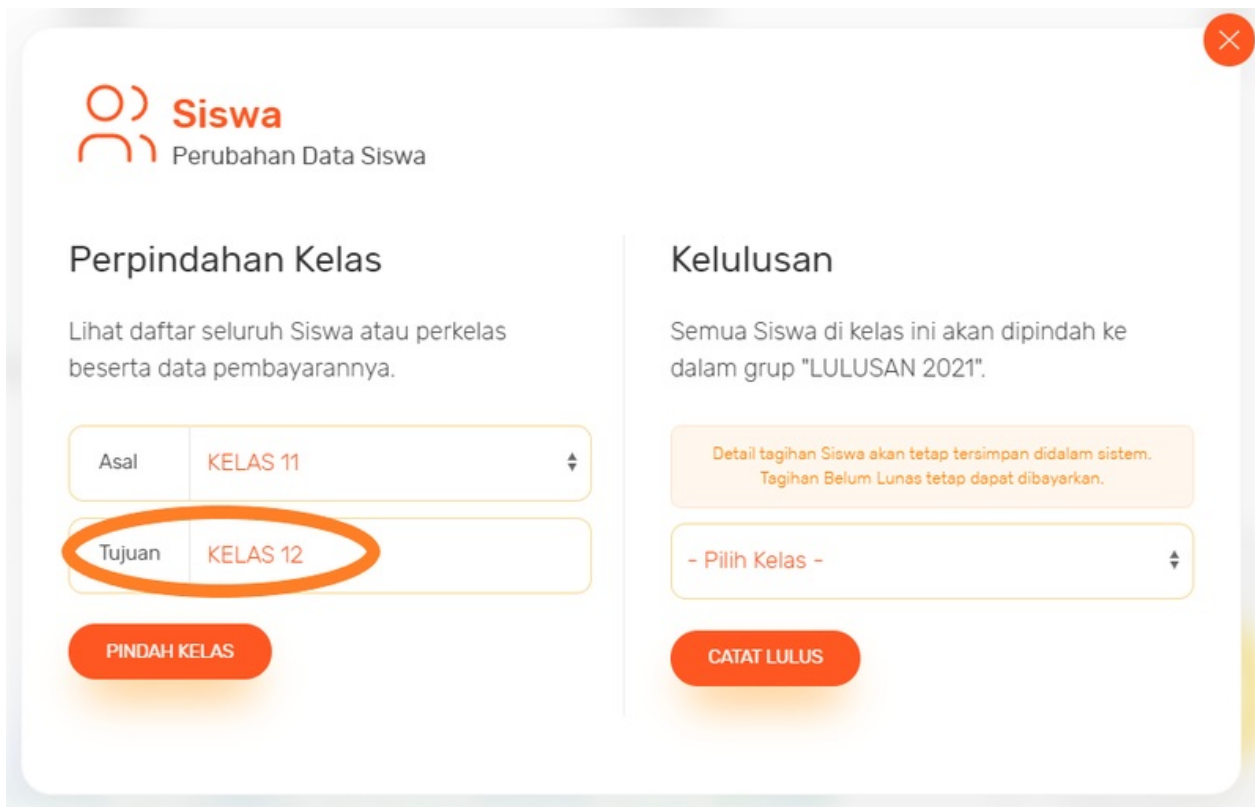 Siswa
Perubahan Data Siswa
Perpindahan Kelas
Lihat daftar seluruh Siswa atau perkelas
beserta data pembayarannya.
Asal KELAS 11
Tujuan KELAS 12
PINDAH KELAS
Kelulusan
Semua Siswa di kelas ini akan dipindah ke
dalam grup "LULUSAN 2021".
Detail tagihan Siswa akan tetap tersimpan didalam sistem.
Tagihan Belum Lunas tetap dapat dibayarkan.
- Pilih Kelas -
CATAT LULUS